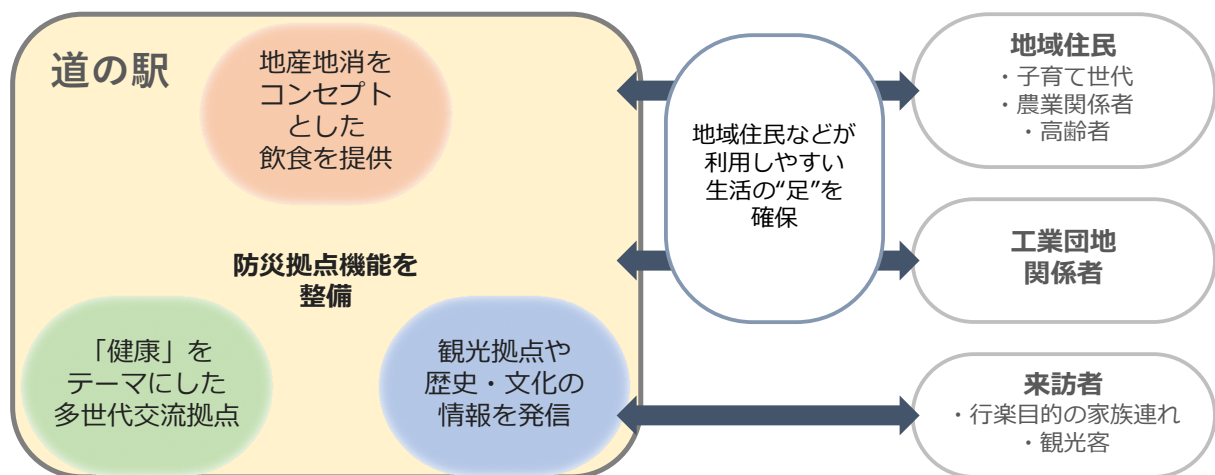 道の駅
地産地消を
コンセプト
とした
飲食を提供
防災拠点機能を
整備
「健康」を
テーマにした
多世代交流拠点
観光拠点や
歴史・文化の
情報を発信
地域住民などが
利用しやすい
生活の“足”を
確保
地域住民
・子育て世代
・農業関係者
・高齢者
工業団地
関係者
来訪者
・行楽目的の家族連れ
・観光客